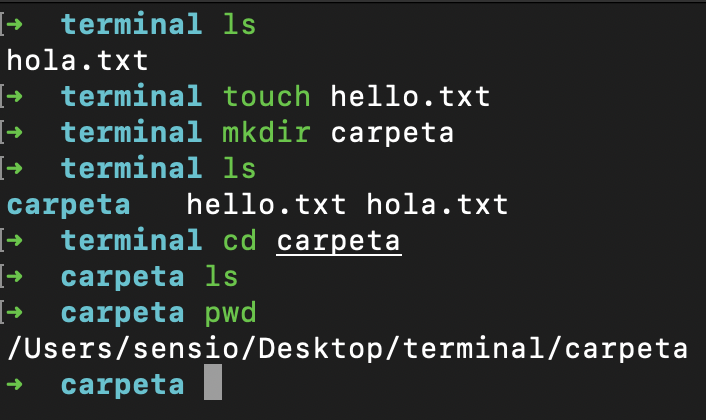 ➜ terminal ls
hola.txt
➜ terminal touch hello.txt
➜ terminal mkdir carpeta
➜ terminal ls
carpeta hello.txt hola.txt
➜ terminal cd carpeta
➜ carpeta ls
➜ carpeta pwd
/Users/sensio/Desktop/terminal/carpeta
➜ carpeta